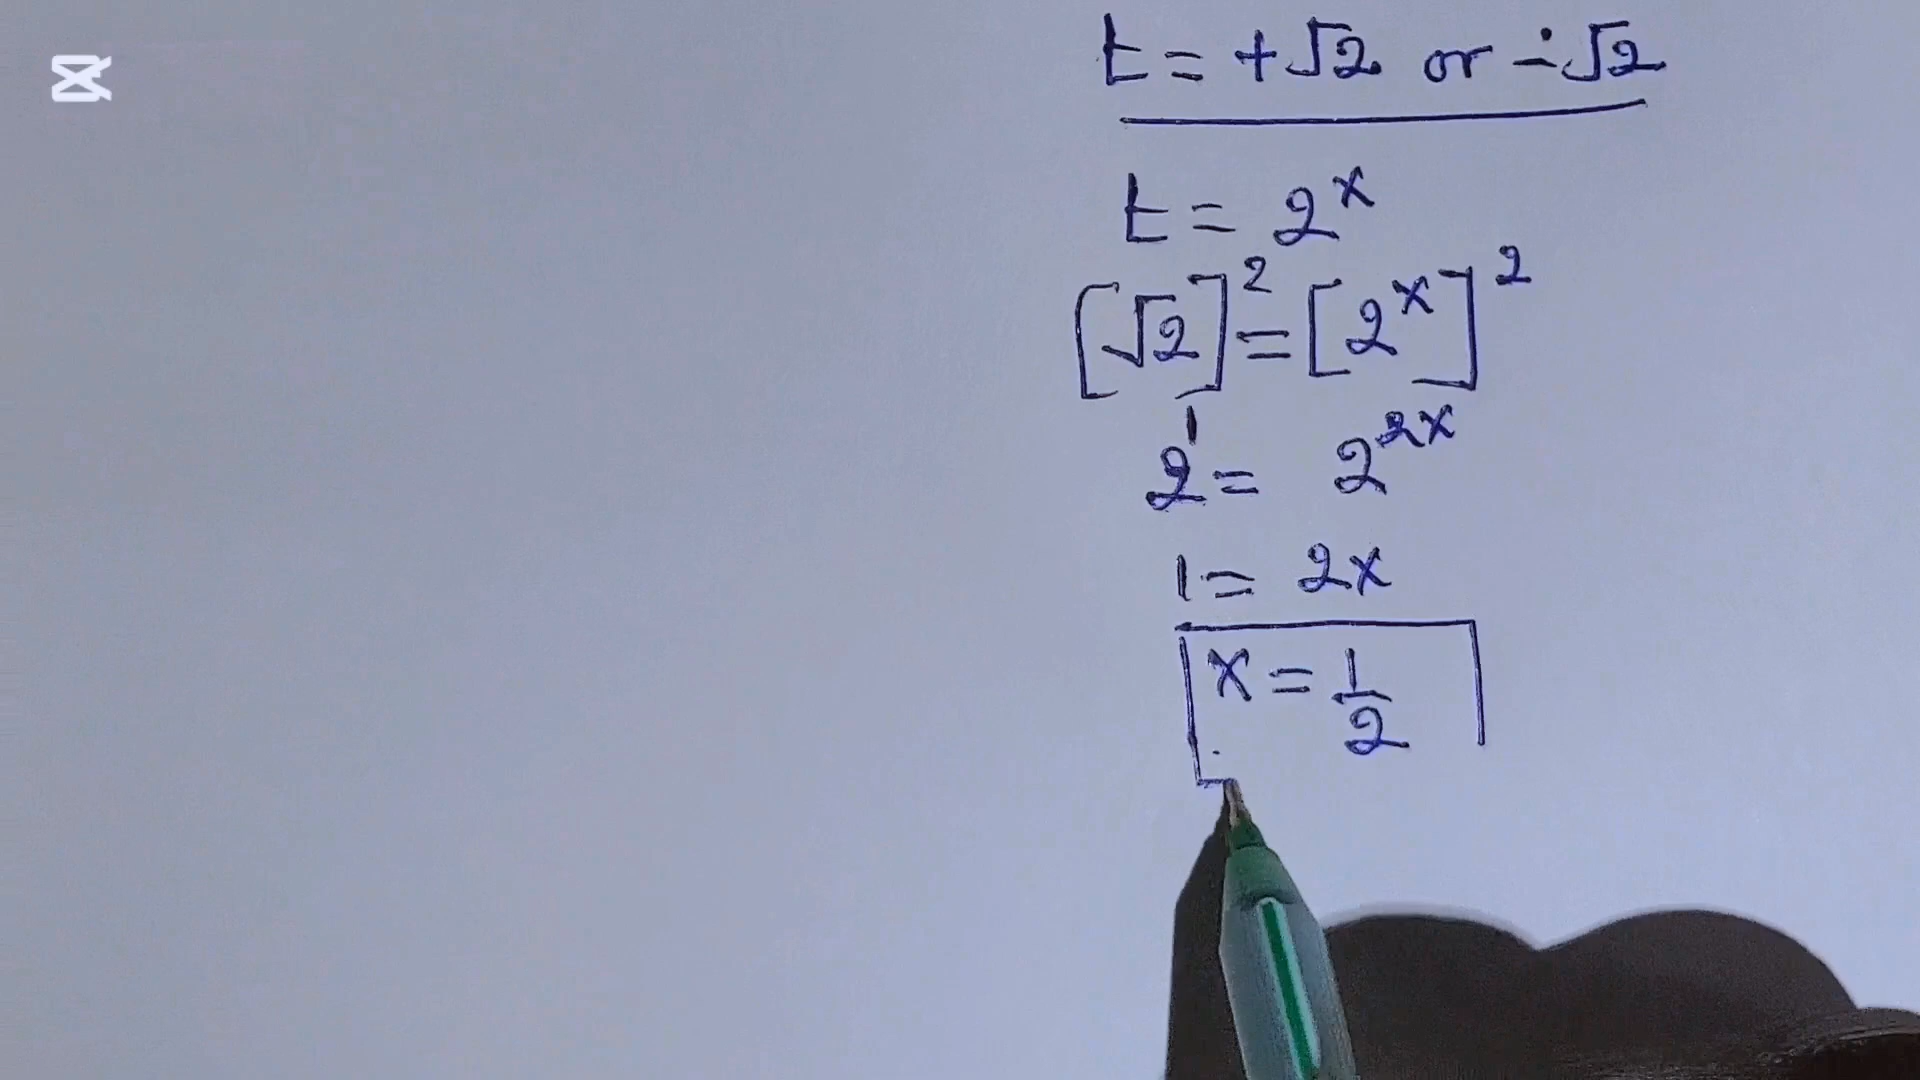 t = +√2 or -√2
t = 2^x
[√2]^2 = [2^x]^2
2^1 = 2^2x
1 = 2x
x = 1/2